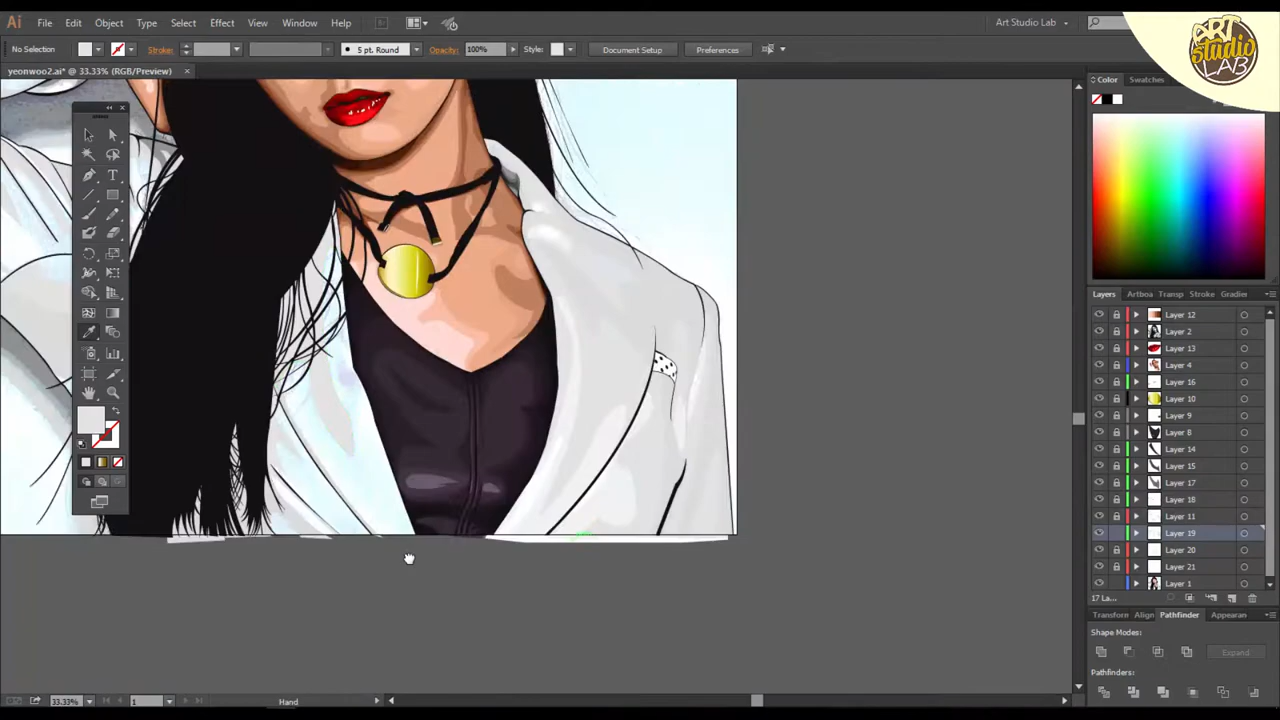 Ai File Edit Object Type Select Effect View Window Help Art Studio Lab
ART
studio
LAB
No Selection Stroke: 5 pt. Round Opacity: 100% Style: Document Setup Preferences
yeonwoo2.ai* @ 33.33% (RGB/Preview)
Color Swatches
Layers Artboa Transp Stroke Gradier
Layer 12
Layer 2
Layer 13
Layer 4
Layer 16
Layer 10
Layer 9
Layer 8
Layer 14
Layer 15
Layer 17
Layer 18
Layer 11
Layer 19
Layer 20
Layer 21
Layer 1
17 La...
Transform Align Pathfinder Appearan
Shape Modes:
Expand
Pathfinders:
33.33% 1 Hand